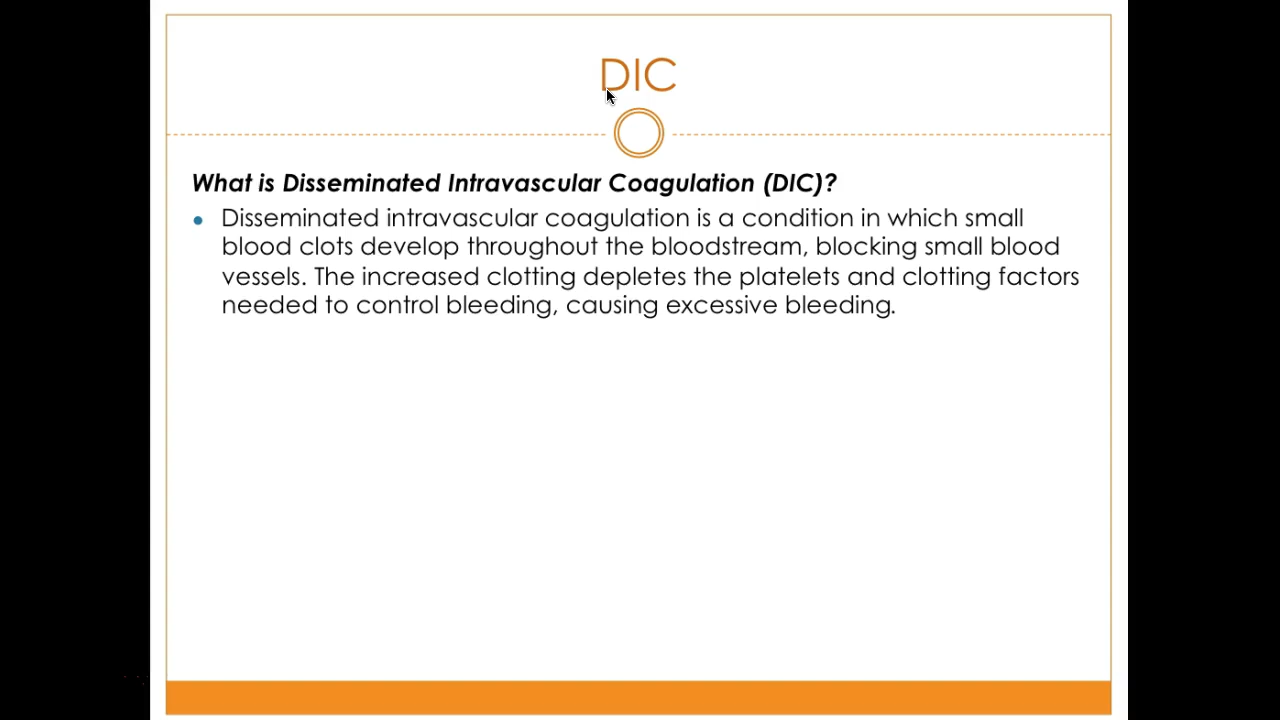 DIC
What is Disseminated Intravascular Coagulation (DIC)?
• Disseminated intravascular coagulation is a condition in which small
blood clots develop throughout the bloodstream, blocking small blood
vessels. The increased clotting depletes the platelets and clotting factors
needed to control bleeding, causing excessive bleeding.